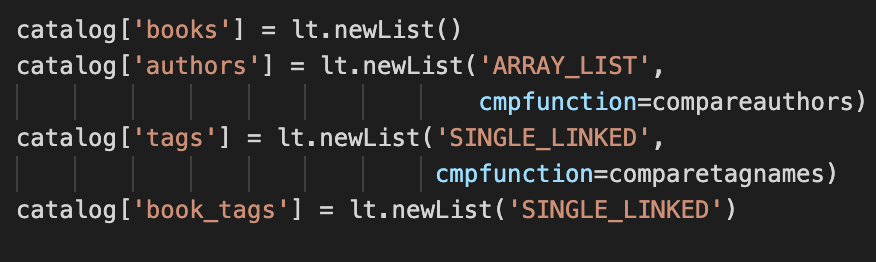 catalog['books'] = lt.newList()
catalog['authors'] = lt.newList('ARRAY_LIST',
cmpfunction=compareauthors)
catalog['tags'] = lt.newList('SINGLE_LINKED',
cmpfunction=comparetagnames)
catalog['book_tags'] = lt.newList('SINGLE_LINKED')